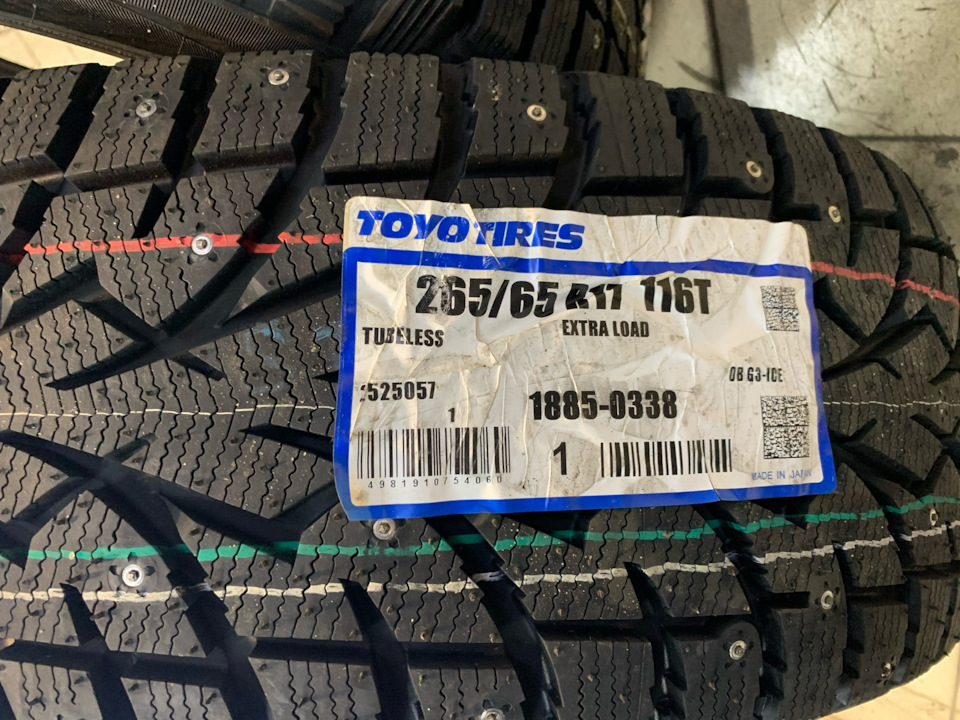 TOYO TIRES
265/65 R17 116T
TUBELESS EXTRA LOAD
2525057 OB G3-ICE
1 1885-0338
1
4981910754060
MADE IN JAPAN